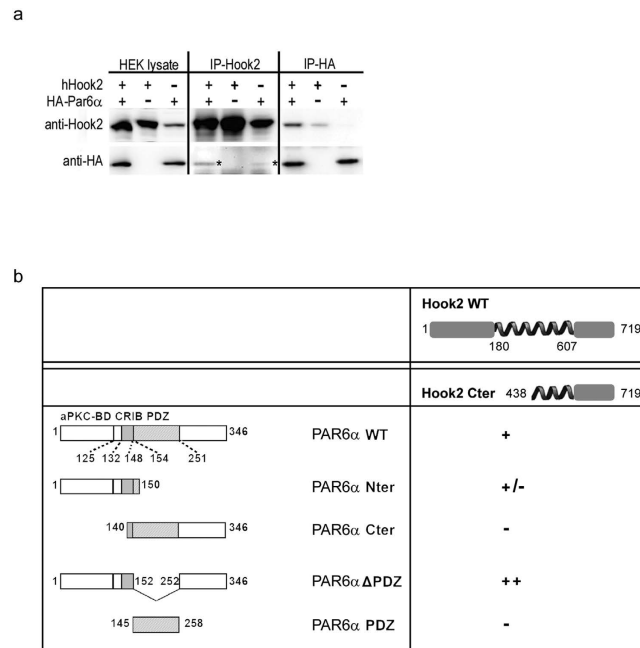 a
HEK lysate IP-Hook2 IP-HA
hHook2 + + - + + - + + -
HA-Par6α + - + + - + + - +
anti-Hook2
anti-HA * *
b
Hook2 WT
1 719
180 607
Hook2 Cter 438 719
aPKC-BD CRIB PDZ
1 346 PAR6α WT +
125 132 148 154 251
1 150 PAR6α Nter +/-
140 346 PAR6α Cter -
1 152 252 346 PAR6α ΔPDZ ++
145 258 PAR6α PDZ -